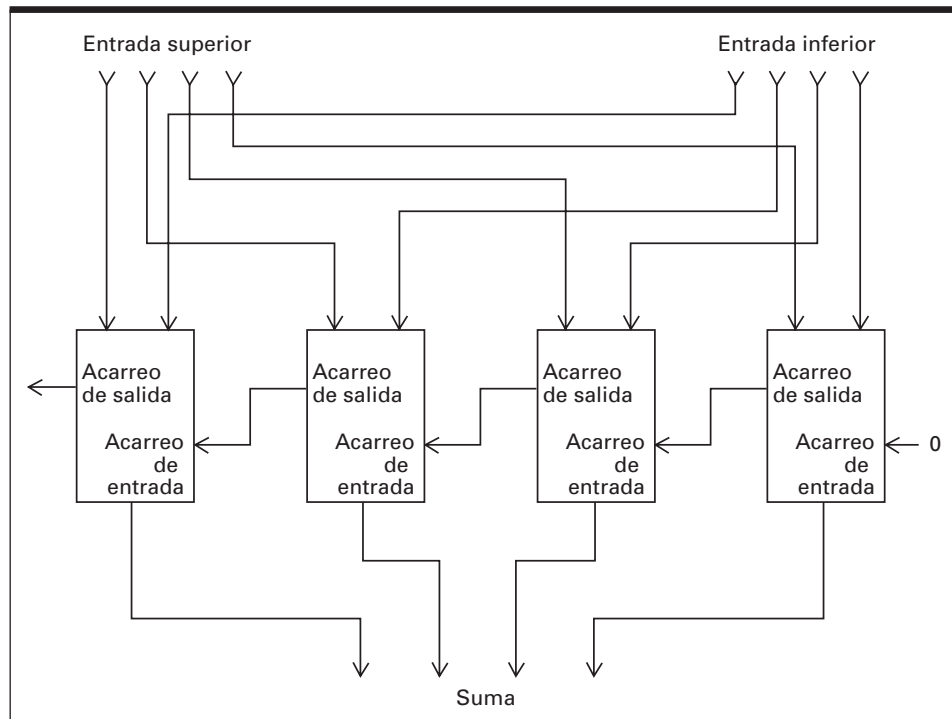 Entrada superior
Entrada inferior
Acarreo
de salida
Acarreo
de
entrada
Acarreo
de salida
Acarreo
de
entrada
Acarreo
de salida
Acarreo
de
entrada
Acarreo
de salida
Acarreo
de
entrada
0
Suma